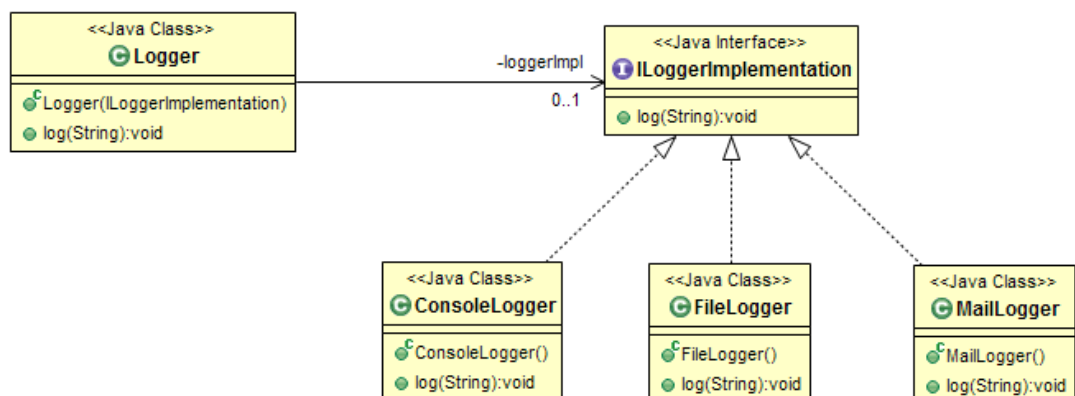 <<Java Class>>
Logger
Logger(ILoggerImplementation)
log(String):void
-loggerImpl
0..1
<<Java Interface>>
ILoggerImplementation
log(String):void
<<Java Class>>
ConsoleLogger
ConsoleLogger()
log(String):void
<<Java Class>>
FileLogger
FileLogger()
log(String):void
<<Java Class>>
MailLogger
MailLogger()
log(String):void